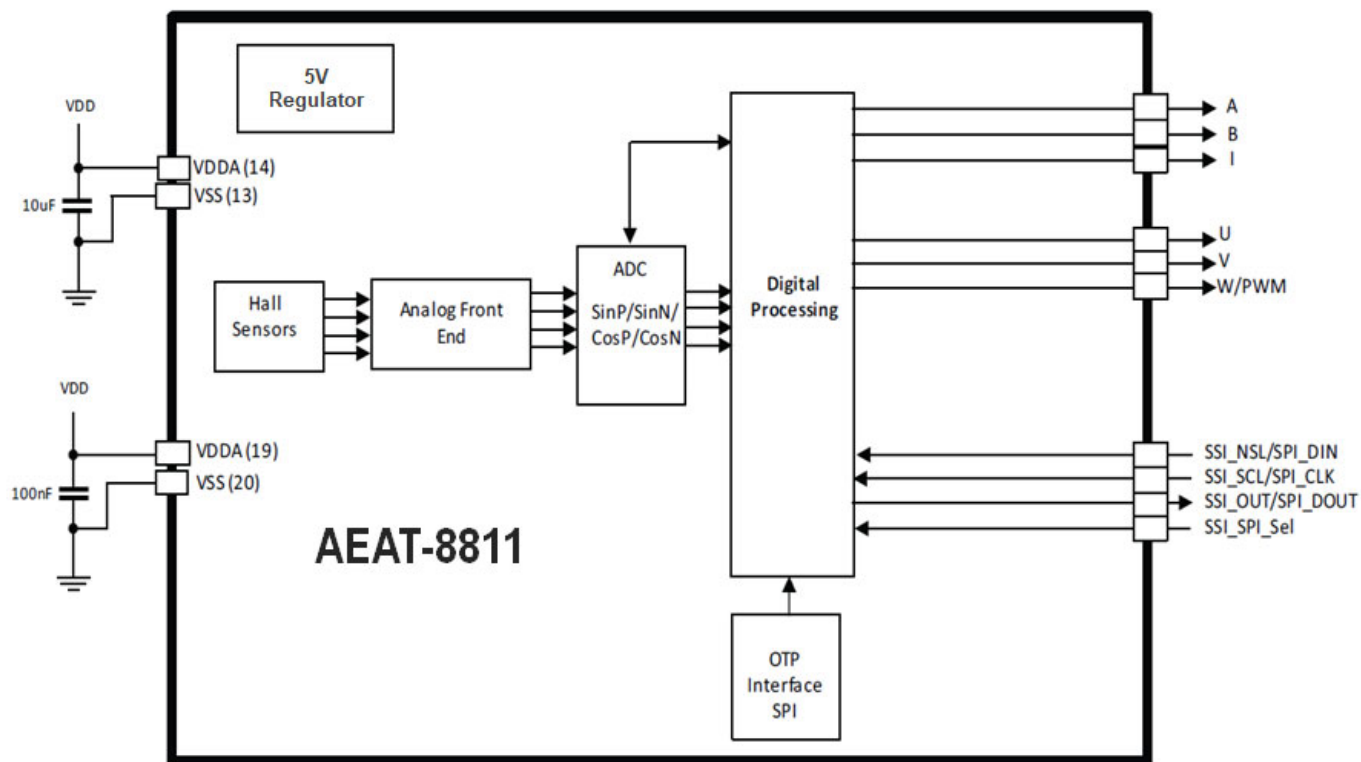 5V
Regulator
VDD
VDDA (14)
VSS (13)
10uF
Hall
Sensors
Analog Front
End
ADC
SinP/SinN/
CosP/CosN
Digital
Processing
A
B
I
U
V
W/PWM
VDD
VDDA (19)
VSS (20)
100nF
SSI_NSL/SPI_DIN
SSI_SCL/SPI_CLK
SSI_OUT/SPI_DOUT
SSI_SPI_Sel
AEAT-8811
OTP
Interface
SPI